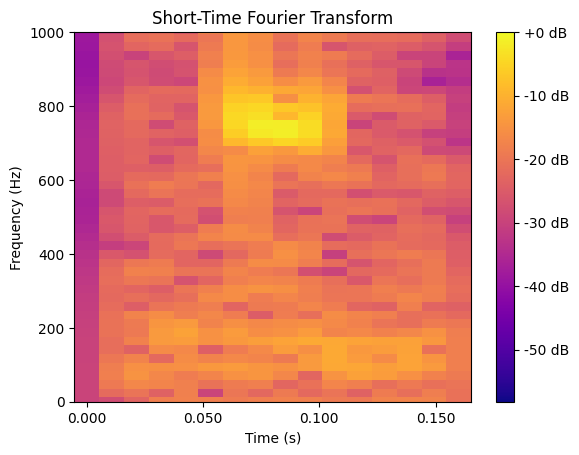 Short-Time Fourier Transform
Frequency (Hz)
1000
800
600
400
200
0
0.000
0.050
0.100
0.150
Time (s)
+0 dB
-10 dB
-20 dB
-30 dB
-40 dB
-50 dB